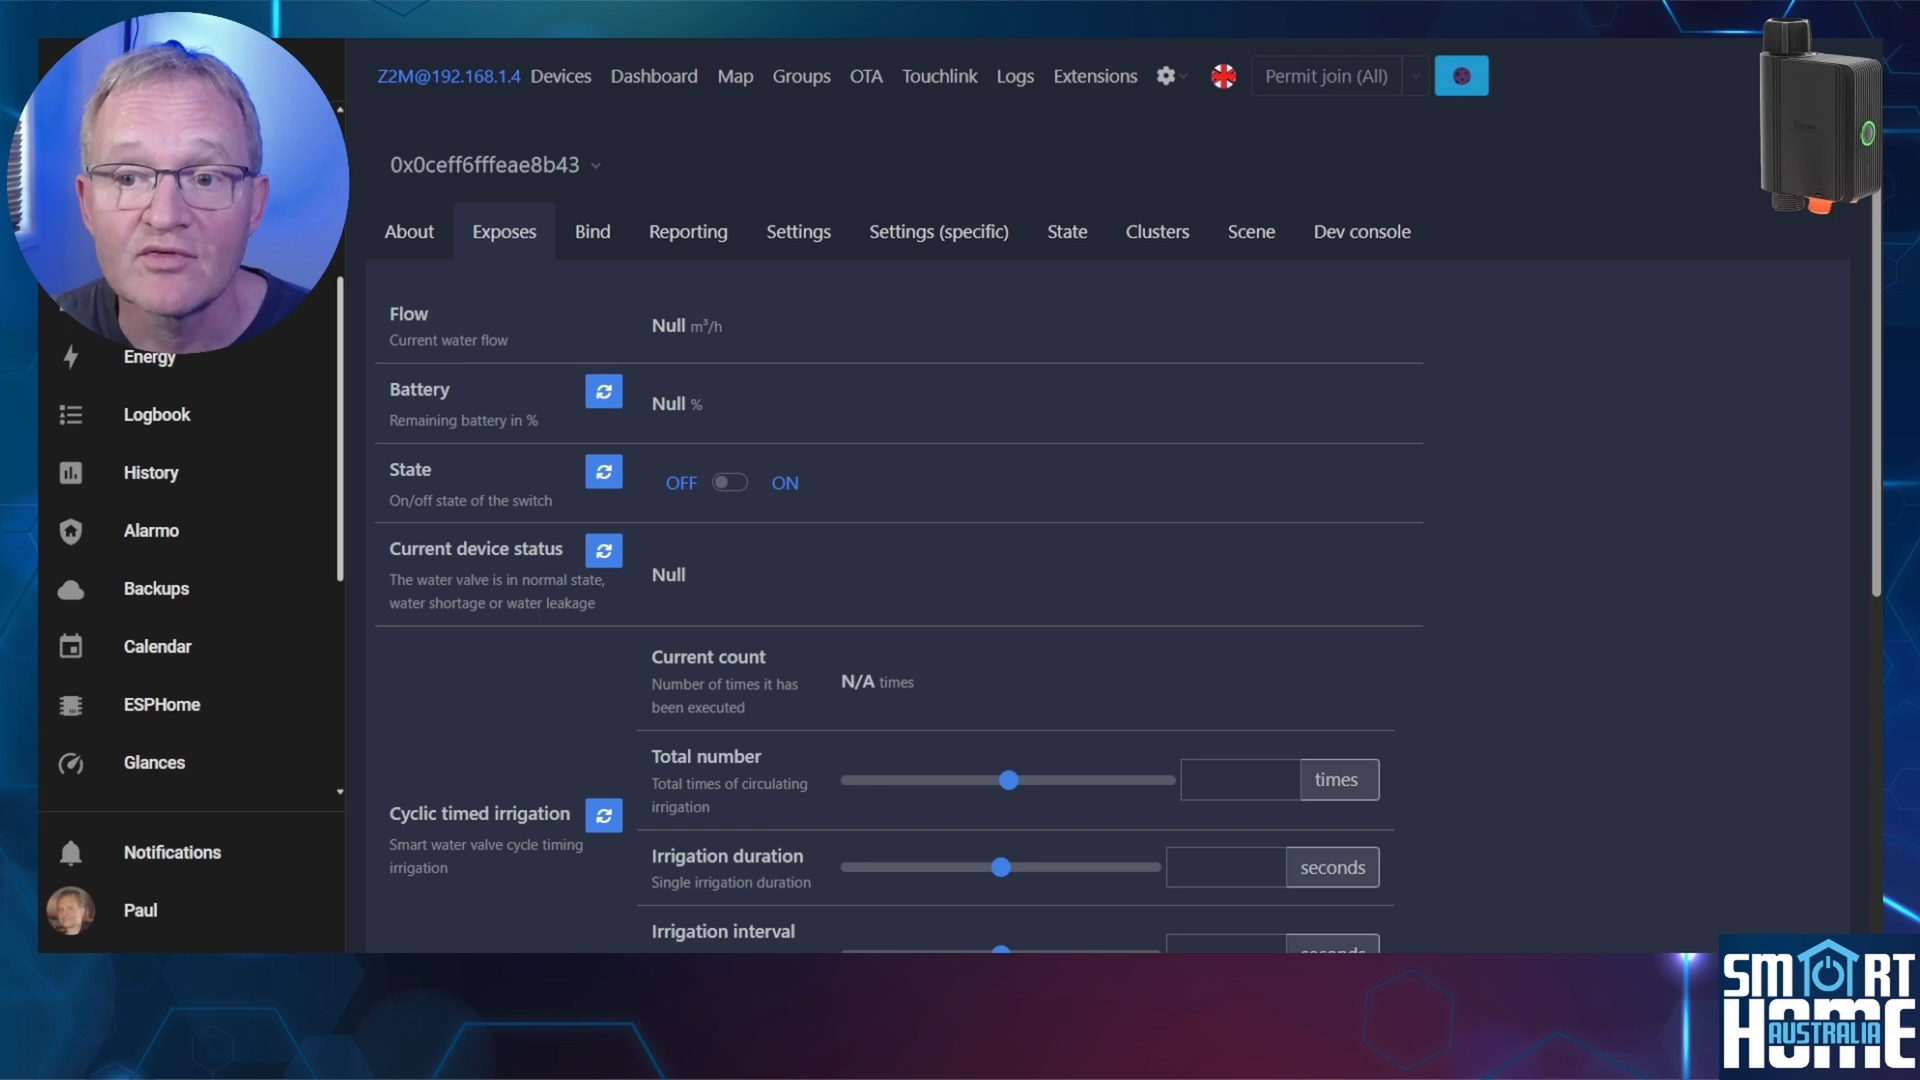 Z2M@192.168.1.4 Devices Dashboard Map Groups OTA Touchlink Logs Extensions Permit join (All)
0x0ceff6fffeae8b43
About Exposes Bind Reporting Settings Settings (specific) State Clusters Scene Dev console
Flow
Current water flow
Null m³/h
Battery
Remaining battery in %
Null %
State
On/off state of the switch
OFF ON
Current device status
The water valve is in normal state,
water shortage or water leakage
Null
Cyclic timed irrigation
Smart water valve cycle timing
irrigation
Current count
Number of times it has
been executed
N/A times
Total number
Total times of circulating
irrigation
times
Irrigation duration
Single irrigation duration
seconds
Irrigation interval
seconds
Energy
Logbook
History
Alarmo
Backups
Calendar
ESPHome
Glances
Notifications
Paul
SMART
HOME
AUSTRALIA